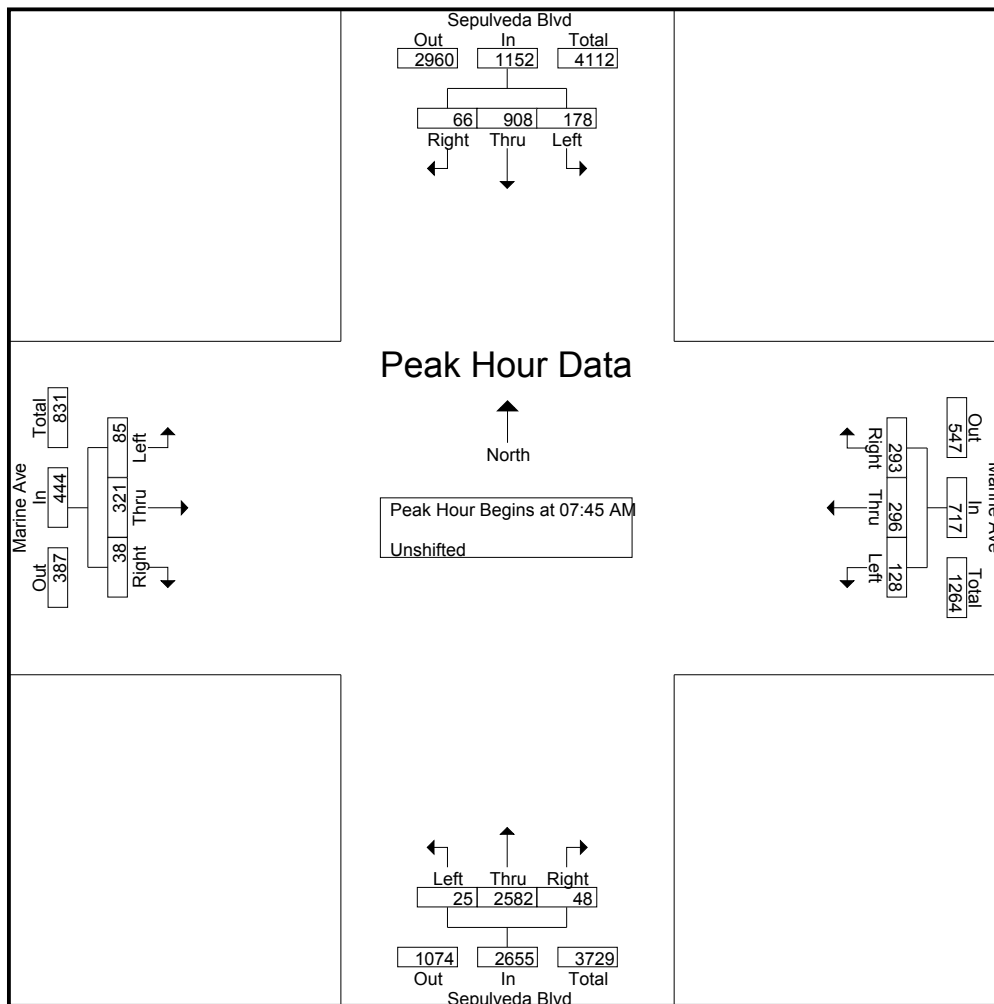 Sepulveda Blvd
Out In Total
2960 1152 4112
66 908 178
Right Thru Left
Peak Hour Data
North
Peak Hour Begins at 07:45 AM
Unshifted
Marine Ave
Out In Total
387 444 831
38 321 85
Right Thru Left
Marine Ave
Out In Total
547 717 1264
293 296 128
Right Thru Left
Left Thru Right
25 2582 48
1074 2655 3729
Out In Total
Sepulveda Blvd